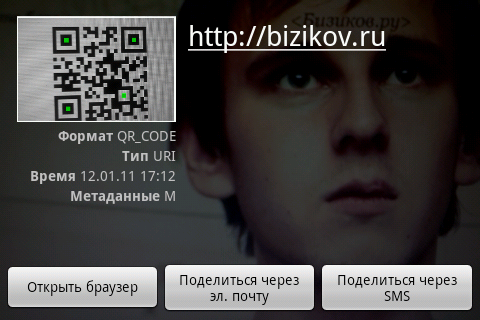 <Бизиков.ру>
http://bizikov.ru
Формат QR_CODE
Тип URI
Время 12.01.11 17:12
Метаданные M
Открыть браузер
Поделиться через
эл. почту
Поделиться через
SMS